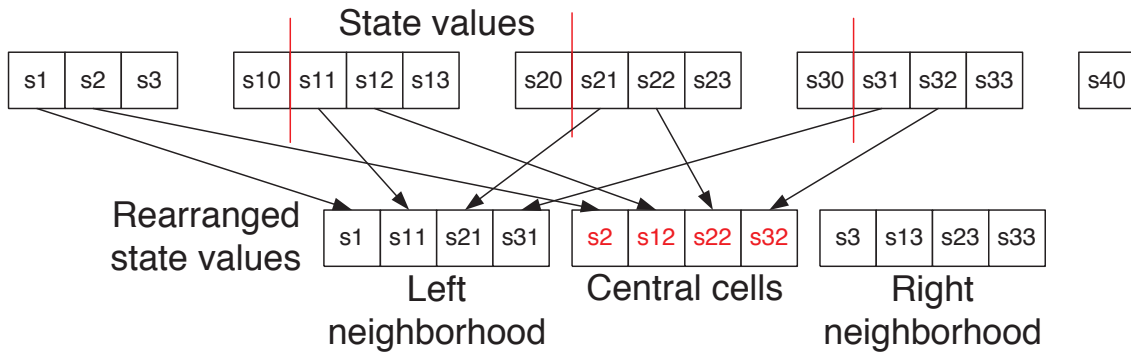 State values
s1 s2 s3 s10 s11 s12 s13 s20 s21 s22 s23 s30 s31 s32 s33 s40
Rearranged
state values
s1 s11 s21 s31 s2 s12 s22 s32 s3 s13 s23 s33
Left
neighborhood
Central cells
Right
neighborhood